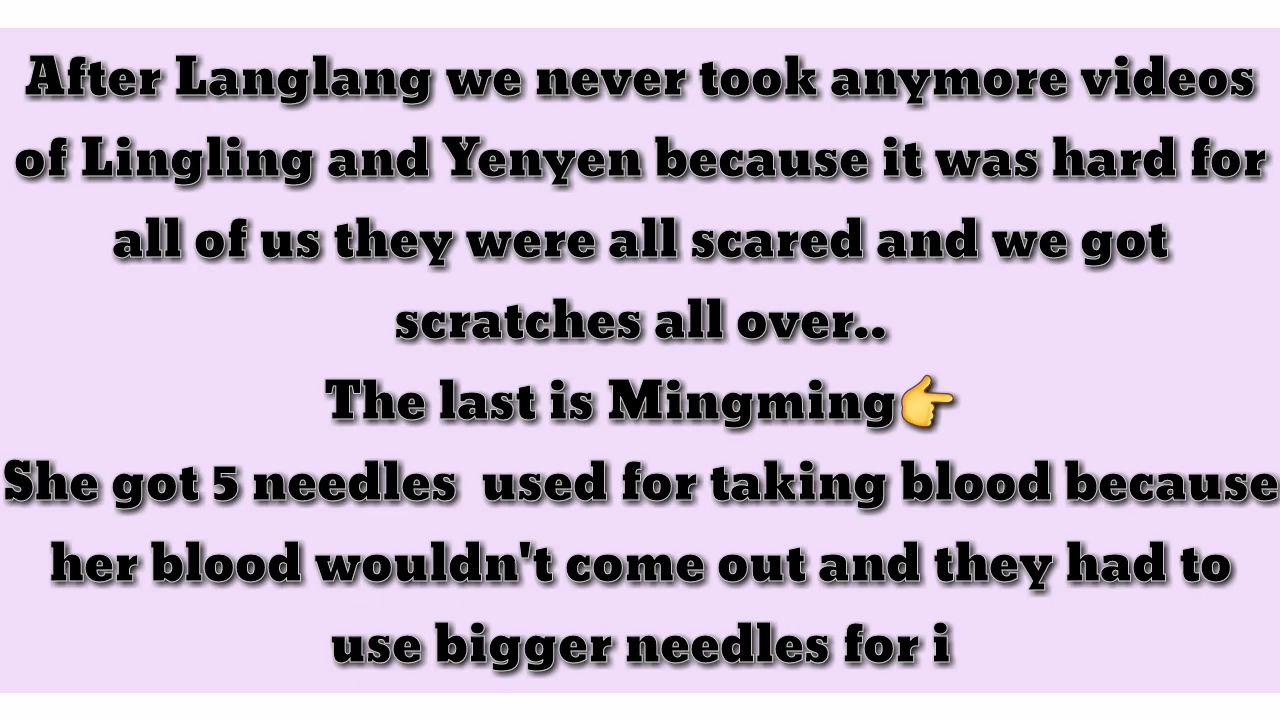 After Langlang we never took anymore videos
of Lingling and Yenyen because it was hard for
all of us they were all scared and we got
scratches all over..
The last is Mingming👉
She got 5 needles  used for taking blood because
her blood wouldn't come out and they had to
use bigger needles for i